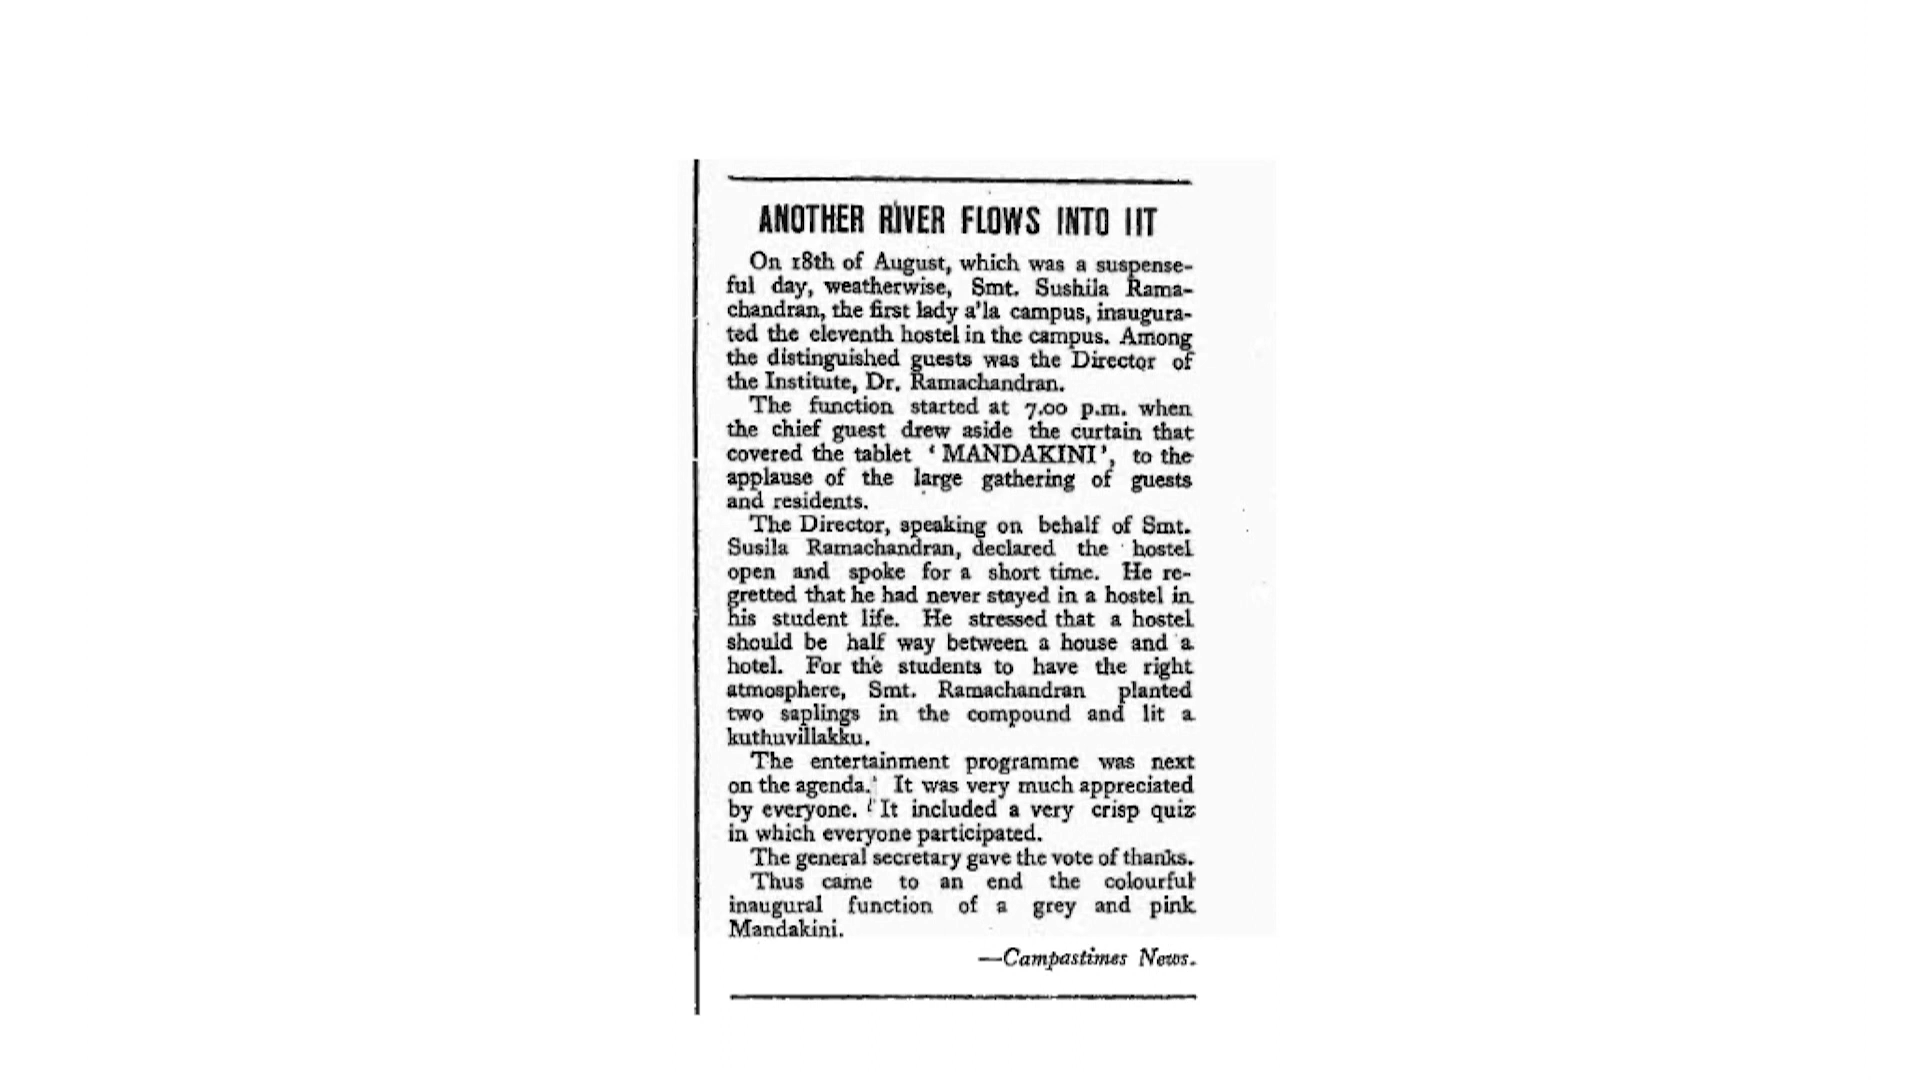 ANOTHER RIVER FLOWS INTO IIT
On 18th of August, which was a suspense-
ful day, weatherwise, Smt. Sushila Rama-
chandran, the first lady a'la campus, inaugura-
ted the eleventh hostel in the campus. Among
the distinguished guests was the Director of
the Institute, Dr. Ramachandran.
The function started at 7.00 p.m. when
the chief guest drew aside the curtain that
covered the tablet ‘ MANDAKINI ’, to the
applause of the large gathering of guests
and residents.
The Director, speaking on behalf of Smt.
Susila Ramachandran, declared the hostel
open and spoke for a short time. He re-
gretted that he had never stayed in a hostel in
his student life. He stressed that a hostel
should be half way between a house and a
hotel. For the students to have the right
atmosphere, Smt. Ramachandran planted
two saplings in the compound and lit a
kuthuvillakku.
The entertainment programme was next
on the agenda. It was very much appreciated
by everyone. It included a very crisp quiz
in which everyone participated.
The general secretary gave the vote of thanks.
Thus came to an end the colourful
inaugural function of a grey and pink
Mandakini.
—Campastimes News.